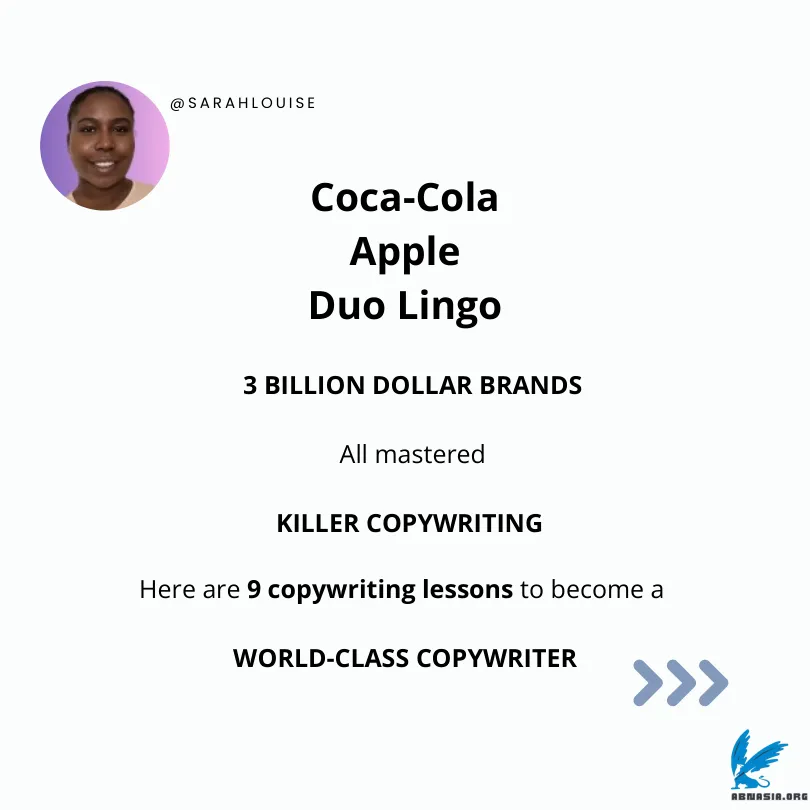 @SARAHLOUISE
Coca-Cola
Apple
Duo Lingo
3 BILLION DOLLAR BRANDS
All mastered
KILLER COPYWRITING
Here are 9 copywriting lessons to become a
WORLD-CLASS COPYWRITER
ABNASIA.ORG